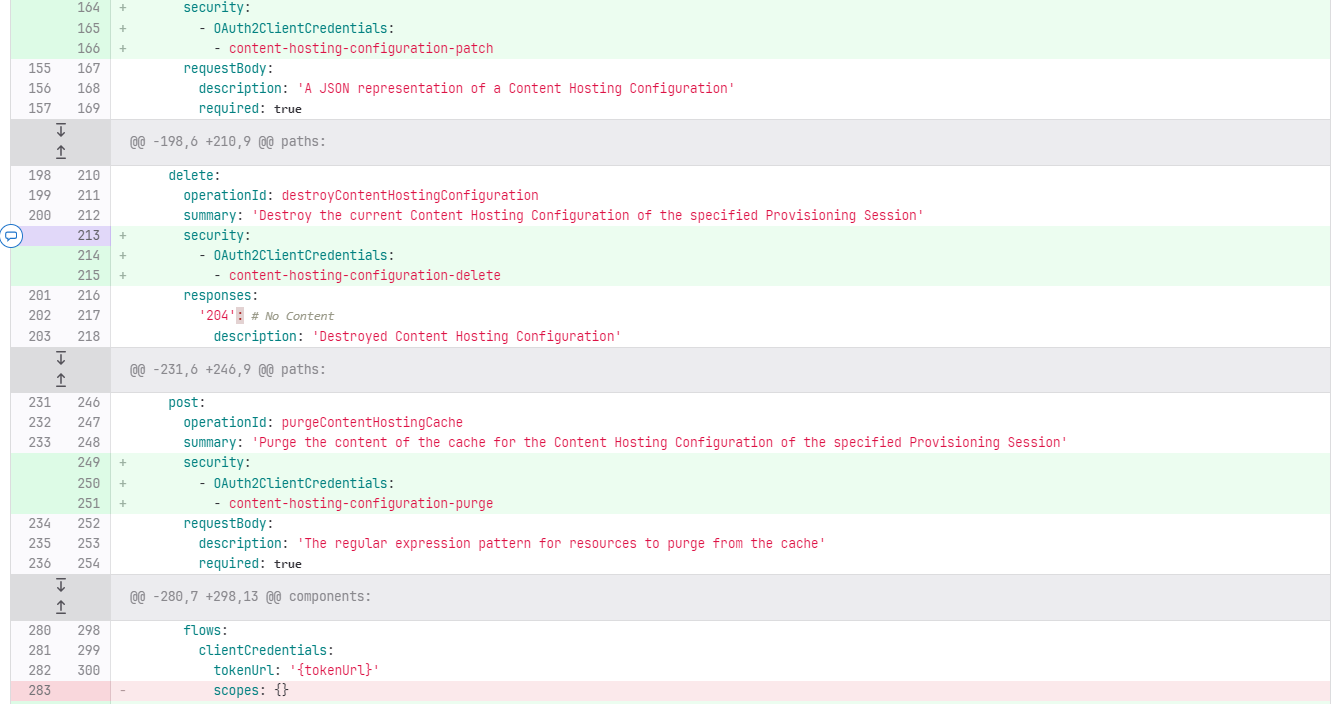 164 + security:
165 + - OAuth2ClientCredentials:
166 + - content-hosting-configuration-patch
155 167 requestBody:
156 168 description: 'A JSON representation of a Content Hosting Configuration'
157 169 required: true
@@ -198,6 +210,9 @@ paths:
198 210 delete:
199 211 operationId: destroyContentHostingConfiguration
200 212 summary: 'Destroy the current Content Hosting Configuration of the specified Provisioning Session'
213 + security:
214 + - OAuth2ClientCredentials:
215 + - content-hosting-configuration-delete
201 216 responses:
202 217 '204': # No Content
203 218 description: 'Destroyed Content Hosting Configuration'
@@ -231,6 +246,9 @@ paths:
231 246 post:
232 247 operationId: purgeContentHostingCache
233 248 summary: 'Purge the content of the cache for the Content Hosting Configuration of the specified Provisioning Session'
249 + security:
250 + - OAuth2ClientCredentials:
251 + - content-hosting-configuration-purge
234 252 requestBody:
235 253 description: 'The regular expression pattern for resources to purge from the cache'
236 254 required: true
@@ -280,7 +298,13 @@ components:
280 298 flows:
281 299 clientCredentials:
282 300 tokenUrl: '{tokenUrl}'
283 - scopes: {}